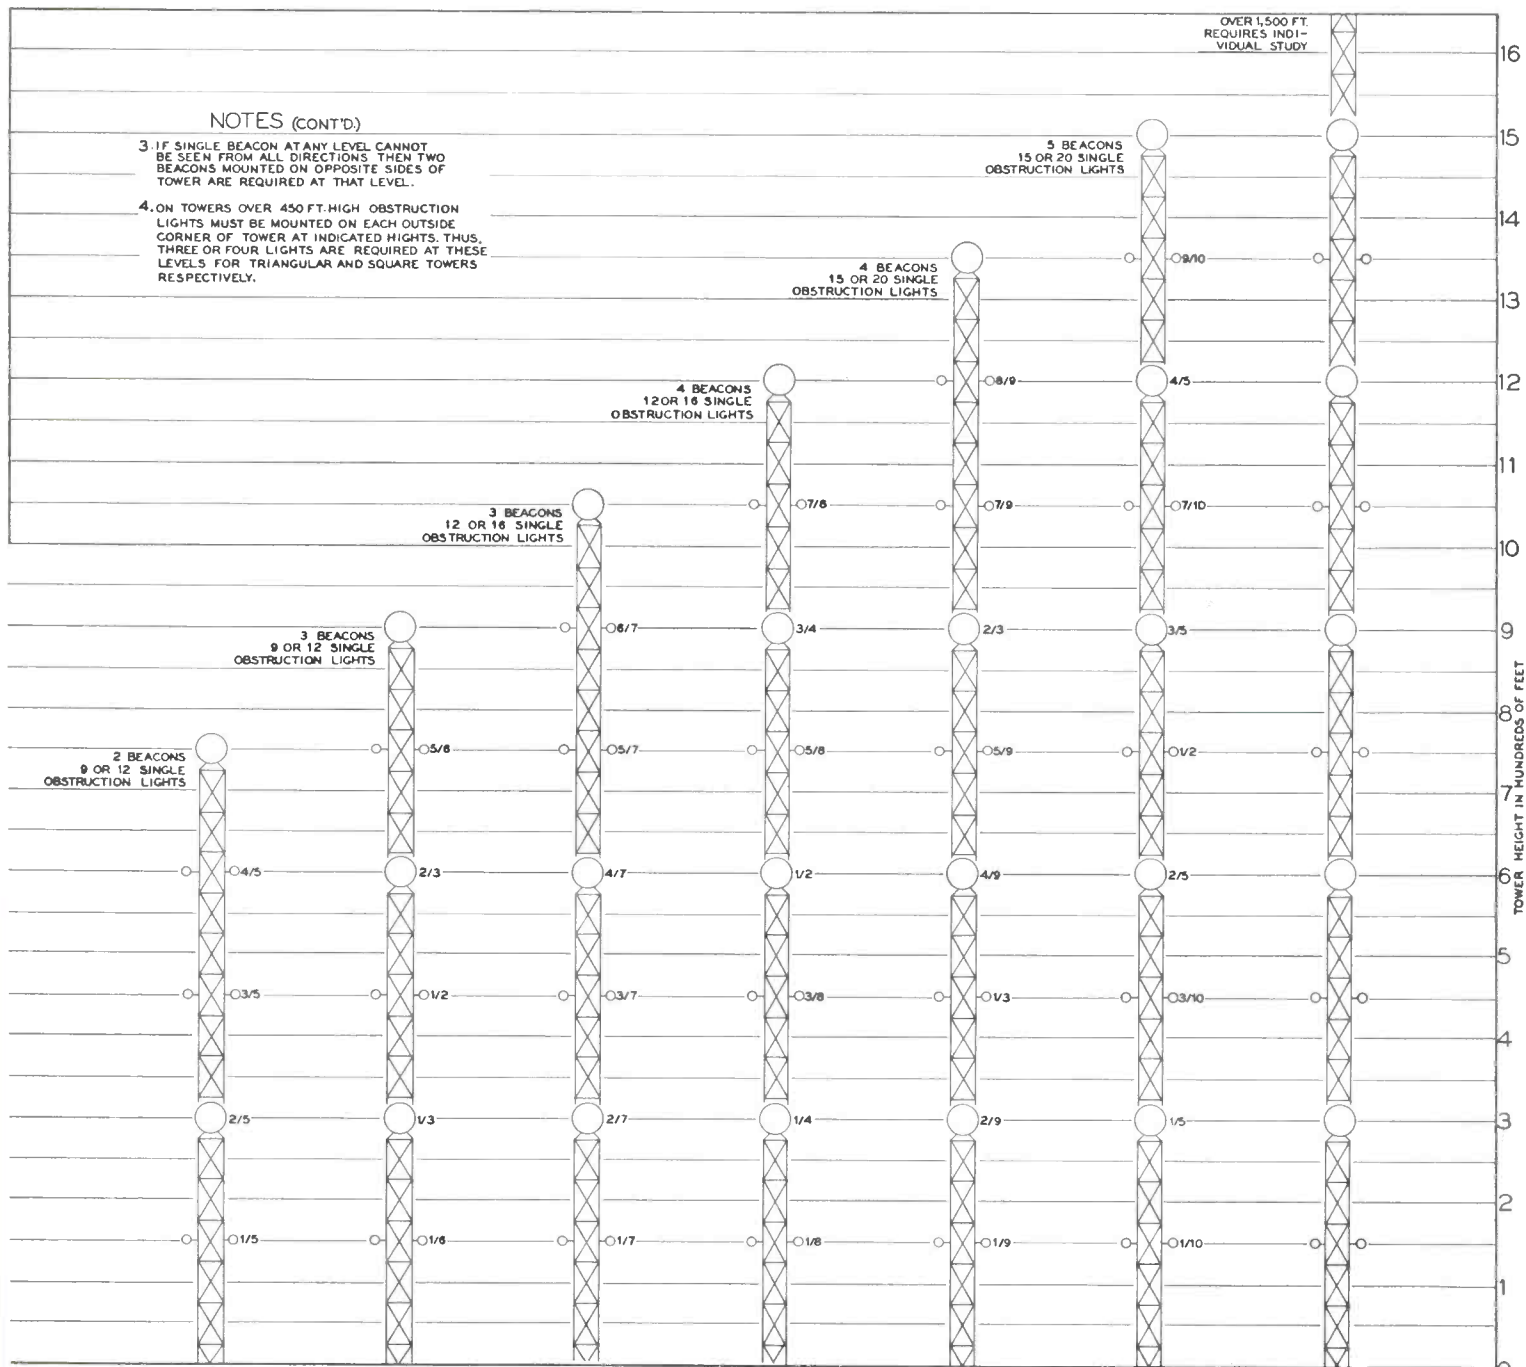 OVER 1,500 FT.
REQUIRES INDI-
VIDUAL STUDY
NOTES (CONT'D.)
3. IF SINGLE BEACON AT ANY LEVEL CANNOT
BE SEEN FROM ALL DIRECTIONS THEN TWO
BEACONS MOUNTED ON OPPOSITE SIDES OF
TOWER ARE REQUIRED AT THAT LEVEL.
4. ON TOWERS OVER 450 FT. HIGH OBSTRUCTION
LIGHTS MUST BE MOUNTED ON EACH OUTSIDE
CORNER OF TOWER AT INDICATED HIGHTS. THUS,
THREE OR FOUR LIGHTS ARE REQUIRED AT THESE
LEVELS FOR TRIANGULAR AND SQUARE TOWERS
RESPECTIVELY.
2 BEACONS
9 OR 12 SINGLE
OBSTRUCTION LIGHTS
4/5
3/5
2/5
1/5
3 BEACONS
9 OR 12 SINGLE
OBSTRUCTION LIGHTS
5/6
2/3
1/2
1/3
1/6
3 BEACONS
12 OR 16 SINGLE
OBSTRUCTION LIGHTS
6/7
5/7
4/7
3/7
2/7
1/7
4 BEACONS
12 OR 16 SINGLE
OBSTRUCTION LIGHTS
7/8
3/4
5/8
1/2
3/8
1/4
1/8
4 BEACONS
15 OR 20 SINGLE
OBSTRUCTION LIGHTS
8/9
7/9
2/3
5/9
4/9
1/3
2/9
1/9
5 BEACONS
15 OR 20 SINGLE
OBSTRUCTION LIGHTS
9/10
4/5
7/10
3/5
1/2
2/5
3/10
1/5
1/10
16
15
14
13
12
11
10
9
8
7
6
5
4
3
2
1
0
TOWER HEIGHT IN HUNDREDS OF FEET